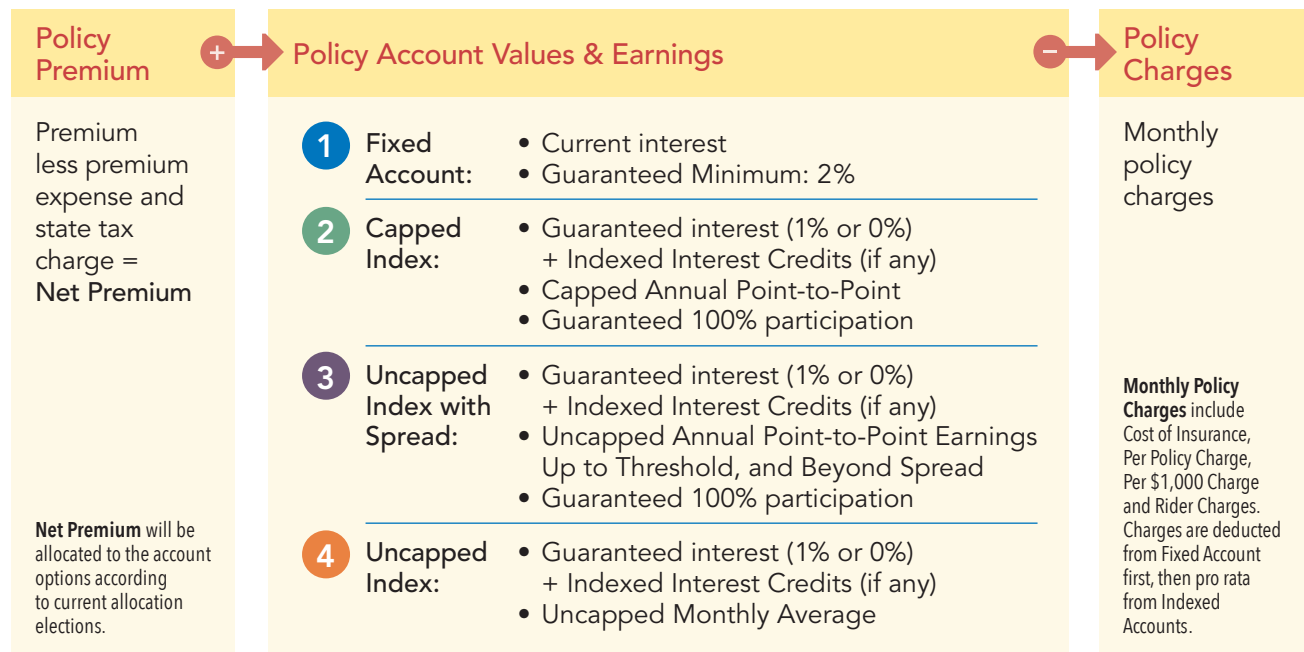 Policy
Premium
+
Policy Account Values & Earnings
−
Policy
Charges
Premium
less premium
expense and
state tax
charge =
Net Premium
Net Premium will be
allocated to the account
options according
to current allocation
elections.
1
Fixed
Account:
• Current interest
• Guaranteed Minimum: 2%
2
Capped
Index:
• Guaranteed interest (1% or 0%)
+ Indexed Interest Credits (if any)
• Capped Annual Point-to-Point
• Guaranteed 100% participation
3
Uncapped
Index with
Spread:
• Guaranteed interest (1% or 0%)
+ Indexed Interest Credits (if any)
• Uncapped Annual Point-to-Point Earnings
Up to Threshold, and Beyond Spread
• Guaranteed 100% participation
4
Uncapped
Index:
• Guaranteed interest (1% or 0%)
+ Indexed Interest Credits (if any)
• Uncapped Monthly Average
Monthly
policy
charges
Monthly Policy
Charges include
Cost of Insurance,
Per Policy Charge,
Per $1,000 Charge
and Rider Charges.
Charges are deducted
from Fixed Account
first, then pro rata
from Indexed
Accounts.